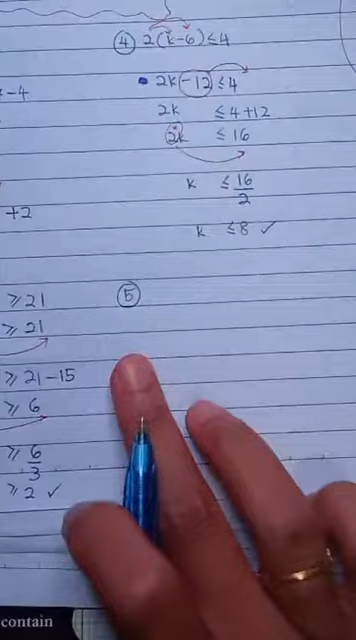 ④ 2(k-6) ≤ 4
2k - 12 ≤ 4
2k ≤ 4+12
2k ≤ 16
k ≤ 16/2
k ≤ 8 ✓
⑤
-4
+2
≥ 21
≥ 21
≥ 21-15
≥ 6
≥ 6/3
≥ 2 ✓
contain